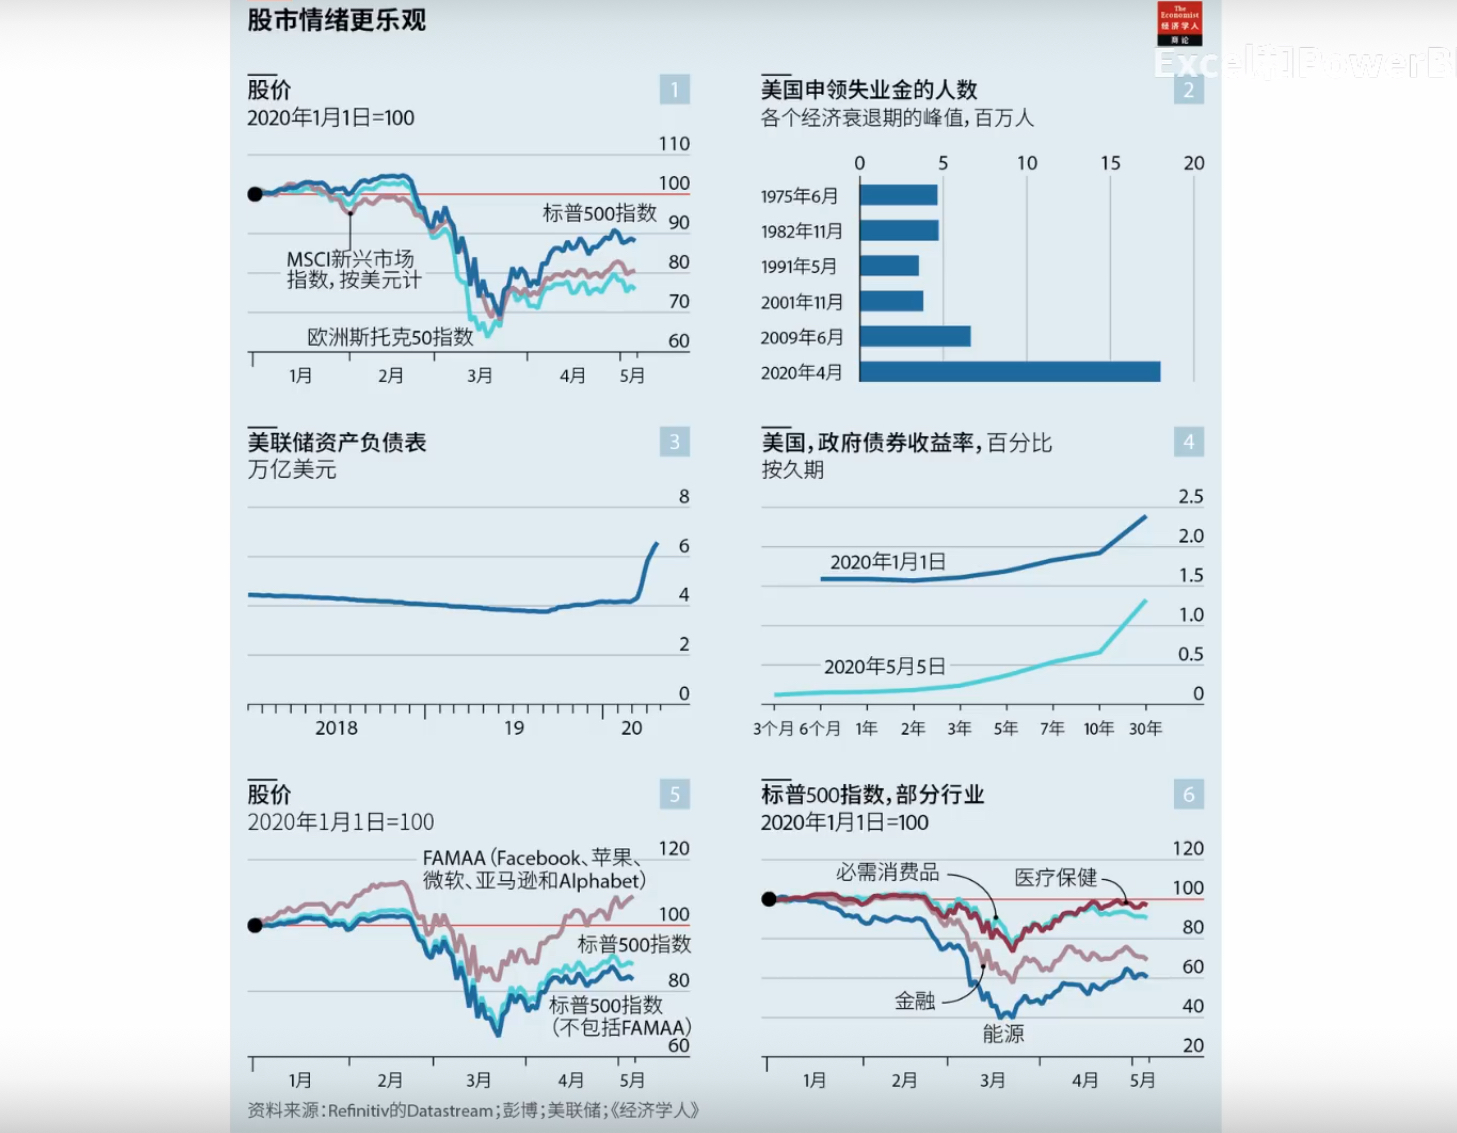 股市情绪更乐观
The
Economist
经济学人
商论
Excel和PowerBI
股价
1
2020年1月1日=100
110
100
90
80
70
60
标普500指数
MSCI新兴市场
指数，按美元计
欧洲斯托克50指数
1月 2月 3月 4月 5月
美国申领失业金的人数
2
各个经济衰退期的峰值，百万人
0 5 10 15 20
1975年6月
1982年11月
1991年5月
2001年11月
2009年6月
2020年4月
美联储资产负债表
3
万亿美元
8
6
4
2
0
2018 19 20
美国，政府债券收益率，百分比
4
按久期
2.5
2.0
1.5
1.0
0.5
0
2020年1月1日
2020年5月5日
3个月 6个月 1年 2年 3年 5年 7年 10年 30年
股价
5
2020年1月1日=100
120
100
80
60
FAMAA（Facebook、苹果、
微软、亚马逊和Alphabet）
标普500指数
标普500指数
（不包括FAMAA）
1月 2月 3月 4月 5月
标普500指数，部分行业
6
2020年1月1日=100
120
100
80
60
40
20
必需消费品
医疗保健
金融
能源
1月 2月 3月 4月 5月
资料来源：Refinitiv的Datastream；彭博；美联储；《经济学人》